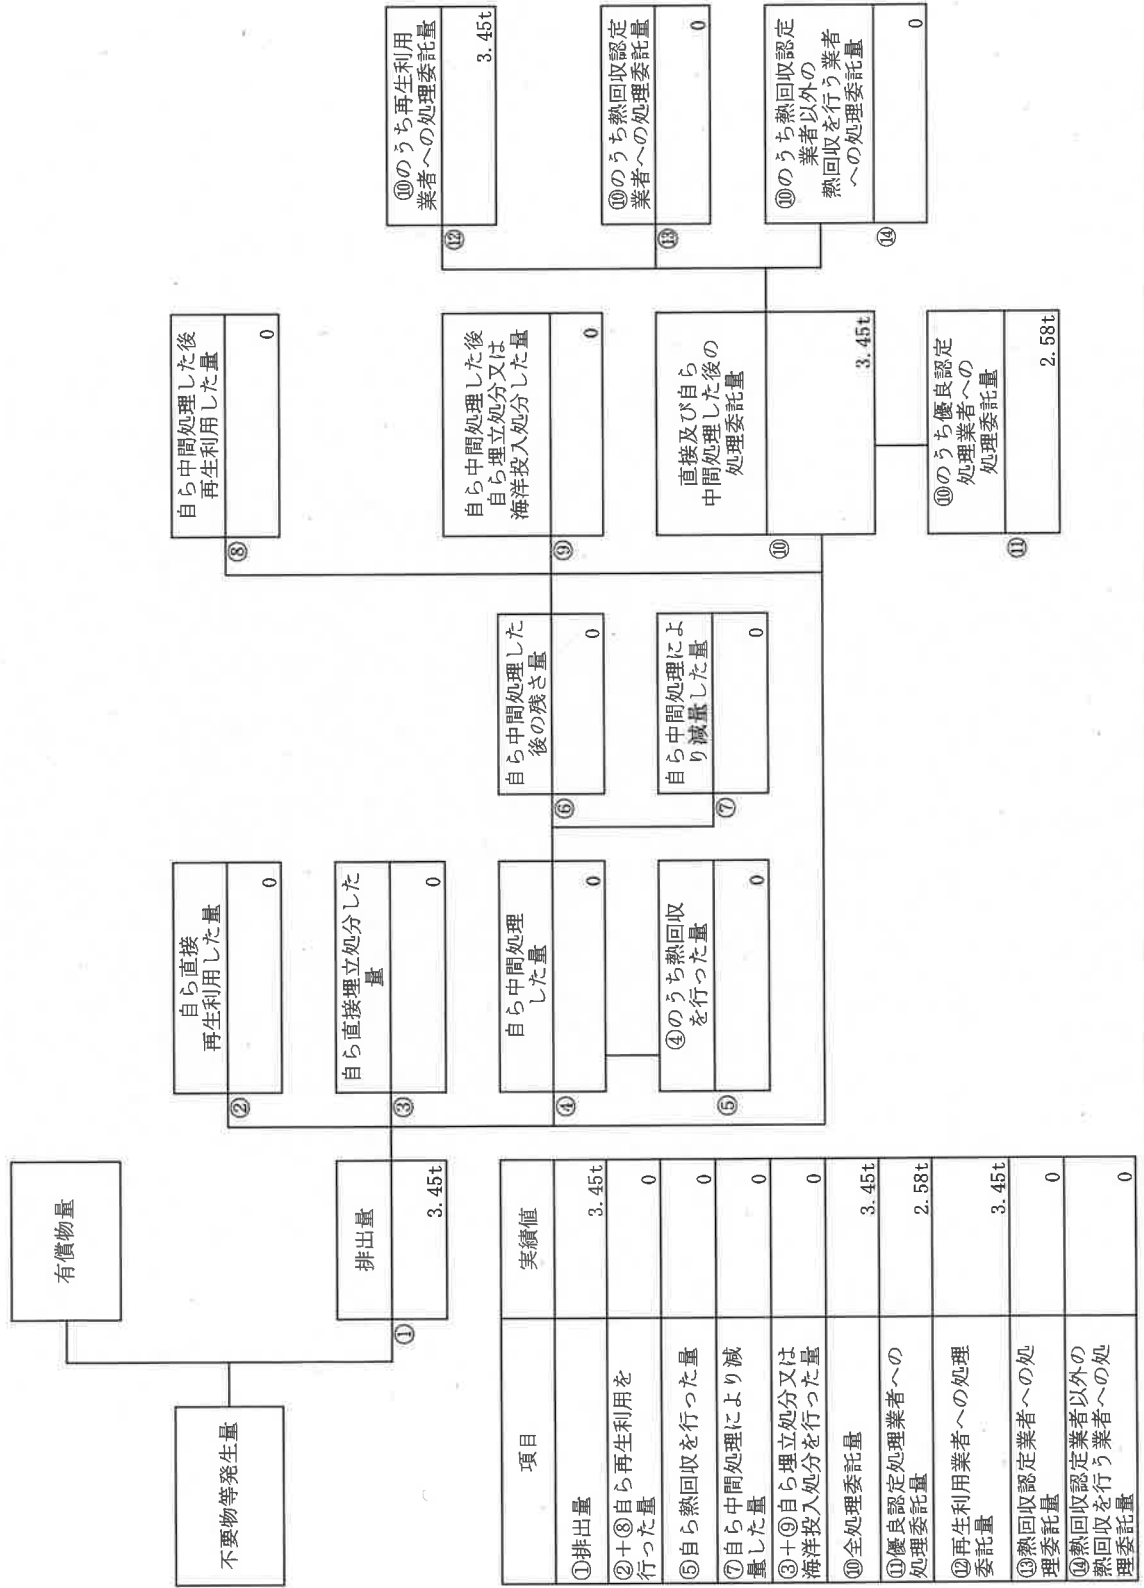 不要物等発生量
有償物量
①
排出量
3.45t
②
自ら直接
再生利用した量
0
③
自ら直接埋立処分した
量
0
④
自ら中間処理
した量
0
⑤
④のうち熱回収
を行った量
0
⑥
自ら中間処理した
後の残さ量
0
⑦
自ら中間処理によ
り減量した量
0
⑧
自ら中間処理した後
再生利用した量
0
⑨
自ら中間処理した後
自ら埋立処分又は
海洋投入処分した量
0
⑩
直接及び自ら
中間処理した後の
処理委託量
3.45t
⑪
⑩のうち優良認定
処理業者への
処理委託量
2.58t
⑫
⑩のうち再生利用
業者への処理委託量
3.45t
⑬
⑩のうち熱回収認定
業者への処理委託量
0
⑭
⑩のうち熱回収認定
業者以外の
熱回収を行う業者
への処理委託量
0
項目 実績値
①排出量 3.45t
②+⑧自ら再生利用を
行った量 0
⑤自ら熱回収を行った量 0
⑦自ら中間処理により減
量した量 0
③+⑨自ら埋立処分又は
海洋投入処分を行った量 0
⑩全処理委託量 3.45t
⑪優良認定処理業者への
処理委託量 2.58t
⑫再生利用業者への処理
委託量 3.45t
⑬熱回収認定業者への処
理委託量 0
⑭熱回収認定業者以外の
熱回収を行う業者への処
理委託量 0